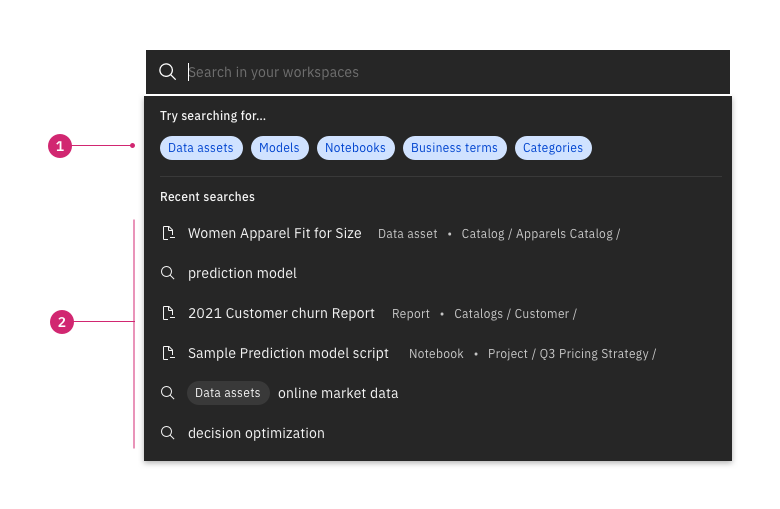 Search in your workspaces
Try searching for...
1
Data assets Models Notebooks Business terms Categories
Recent searches
Women Apparel Fit for Size Data asset • Catalog / Apparels Catalog /
prediction model
2021 Customer churn Report Report • Catalogs / Customer /
2
Sample Prediction model script Notebook • Project / Q3 Pricing Strategy /
Data assets online market data
decision optimization